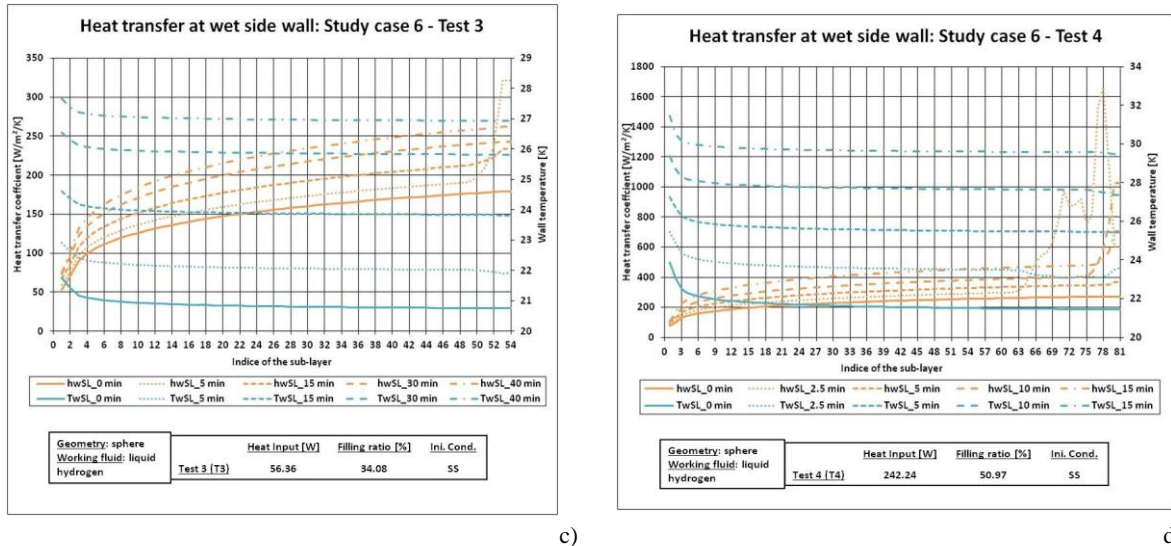 Heat transfer at wet side wall: Study case 6 - Test 3
Heat transfer coefficient [W/m²/K]
350
300
250
200
150
100
50
0
29
28
27
26
25
24
23
22
21
20
Wall temperature [K]
0 2 4 6 8 10 12 14 16 18 20 22 24 26 28 30 32 34 36 38 40 42 44 46 48 50 52 54
Indice of the sub-layer
hwSL_0 min hwSL_5 min hwSL_15 min hwSL_30 min hwSL_40 min
TwSL_0 min TwSL_5 min TwSL_15 min TwSL_30 min TwSL_40 min
Geometry: sphere
Working fluid: liquid
hydrogen
Heat Input [W] Filling ratio [%] Ini. Cond.
Test 3 (T3) 56.36 34.08 SS
c)
Heat transfer at wet side wall: Study case 6 - Test 4
Heat transfer coefficient [W/m²/K]
1800
1600
1400
1200
1000
800
600
400
200
0
34
32
30
28
26
24
22
20
Wall temperature [K]
0 3 6 9 12 15 18 21 24 27 30 33 36 39 42 45 48 51 54 57 60 63 66 69 72 75 78 81
Indice of the sub-layer
hwSL_0 min hwSL_2.5 min hwSL_5 min hwSL_10 min hwSL_15 min
TwSL_0 min TwSL_2.5 min TwSL_5 min TwSL_10 min TwSL_15 min
Geometry: sphere
Working fluid: liquid
hydrogen
Heat Input [W] Filling ratio [%] Ini. Cond.
Test 4 (T4) 242.24 50.97 SS
d